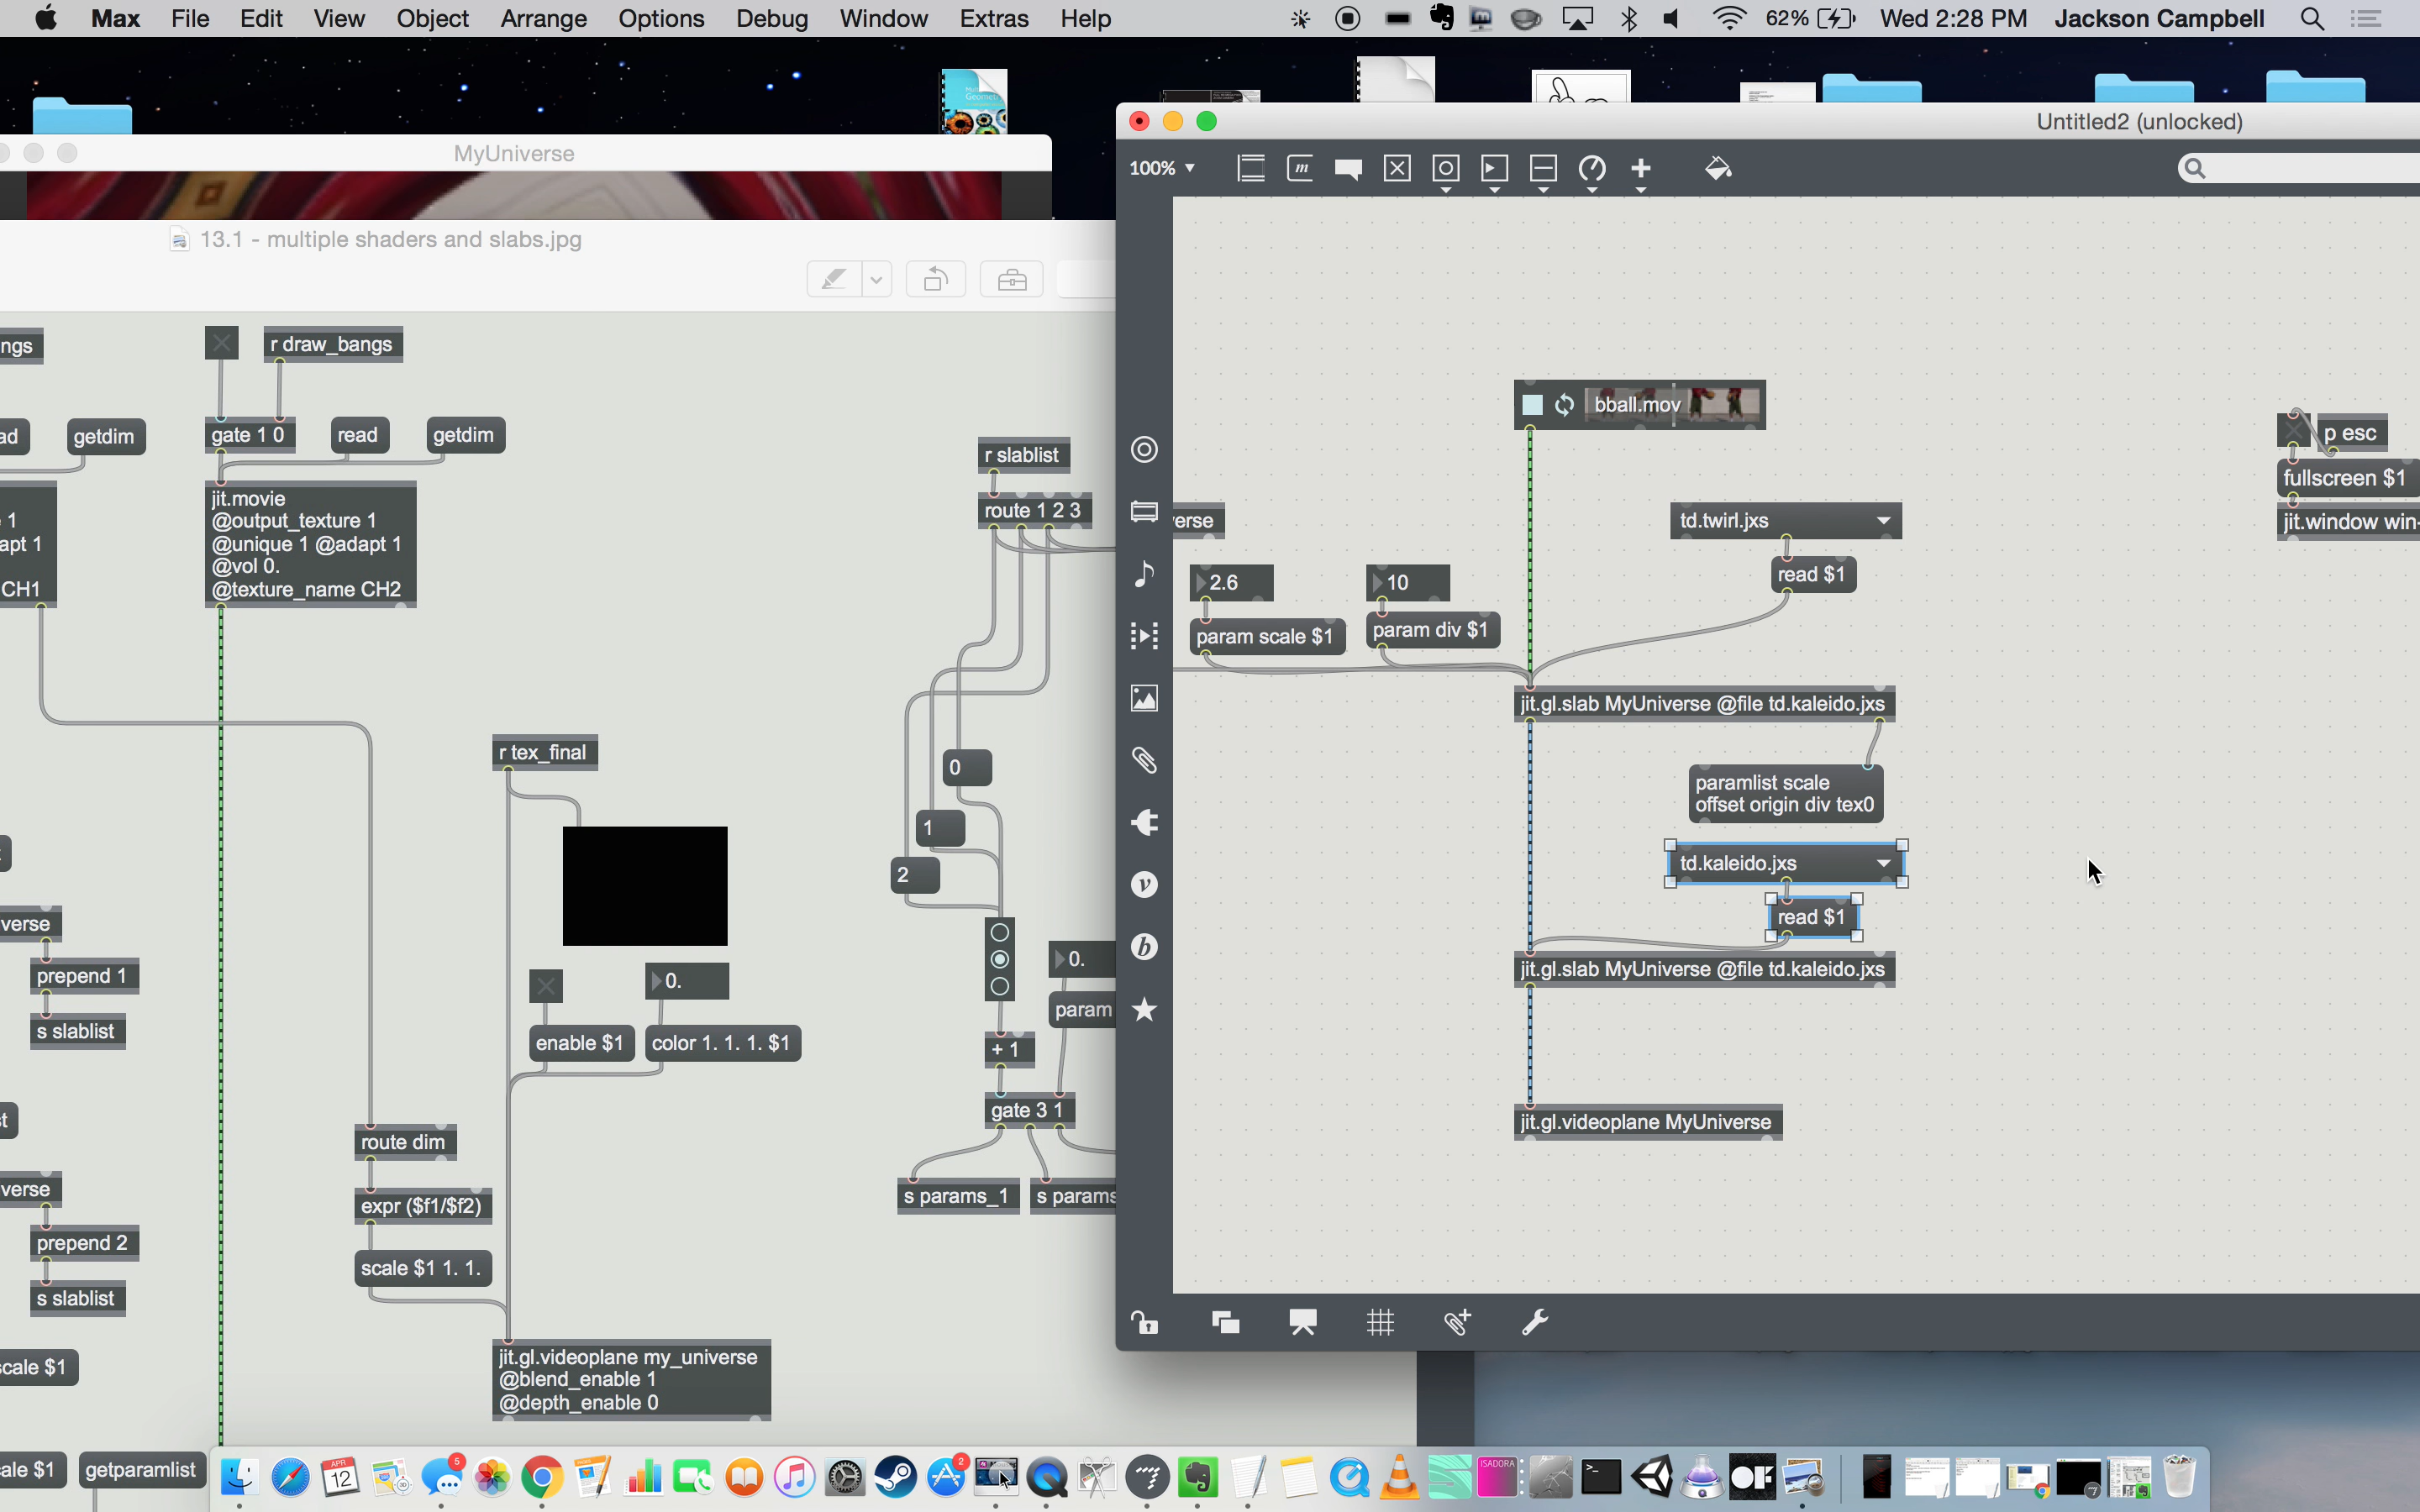 Max File Edit View Object Arrange Options Debug Window Extras Help
62% Wed 2:28 PM Jackson Campbell
MyUniverse
13.1 - multiple shaders and slabs.jpg
ngs
r draw_bangs
ad
getdim
gate 1 0
read
getdim
1
apt 1
CH1
jit.movie
@output_texture 1
@unique 1 @adapt 1
@vol 0.
@texture_name CH2
r slablist
route 1 2 3
r tex_final
0
1
2
verse
prepend 1
s slablist
0.
enable $1
color 1. 1. 1. $1
0.
param
+ 1
gate 3 1
s params_1
s params
route dim
expr ($f1/$f2)
scale $1 1. 1.
st
verse
prepend 2
s slablist
scale $1
jit.gl.videoplane my_universe
@blend_enable 1
@depth_enable 0
ale $1
getparamlist
Untitled2 (unlocked)
100%
bball.mov
p esc
fullscreen $1
jit.window win-
erse
td.twirl.jxs
read $1
2.6
10
param scale $1
param div $1
jit.gl.slab MyUniverse @file td.kaleido.jxs
paramlist scale
offset origin div tex0
td.kaleido.jxs
read $1
jit.gl.slab MyUniverse @file td.kaleido.jxs
jit.gl.videoplane MyUniverse
APR
12
5
2
ISADORA
7